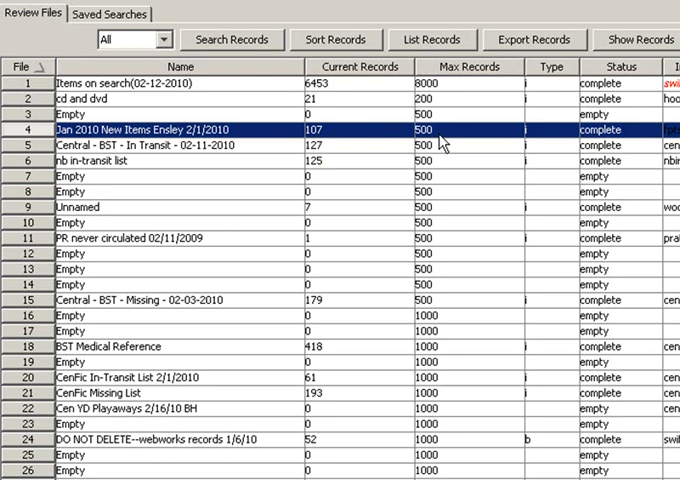 Review Files Saved Searches
All Search Records Sort Records List Records Export Records Show Records
File Name Current Records Max Records Type Status
1 Items on search(02-12-2010) 6453 8000 i complete swi
2 cd and dvd 21 200 i complete hoo
3 Empty 0 500 empty
4 Jan 2010 New Items Ensley 2/1/2010 107 500 i complete
5 Central - BST - In Transit - 02-11-2010 127 500 i complete cen
6 nb in-transit list 125 500 i complete nbin
7 Empty 0 500 empty
8 Empty 0 500 empty
9 Unnamed 7 500 i complete woo
10 Empty 0 500 empty
11 PR never circulated 02/11/2009 1 500 i complete pra
12 Empty 0 500 empty
13 Empty 0 500 empty
14 Empty 0 500 empty
15 Central - BST - Missing - 02-03-2010 179 500 i complete cen
16 Empty 0 1000 empty
17 Empty 0 1000 empty
18 BST Medical Reference 418 1000 i complete cen
19 Empty 0 1000 empty
20 CenFic In-Transit List 2/1/2010 61 1000 i complete cen
21 CenFic Missing List 193 1000 i complete cen
22 Cen YD Playaways 2/16/10 BH 0 1000 empty
23 Empty 0 1000 empty
24 DO NOT DELETE--webworks records 1/6/10 52 1000 b complete swi
25 Empty 0 1000 empty
26 Empty 0 1000 empty